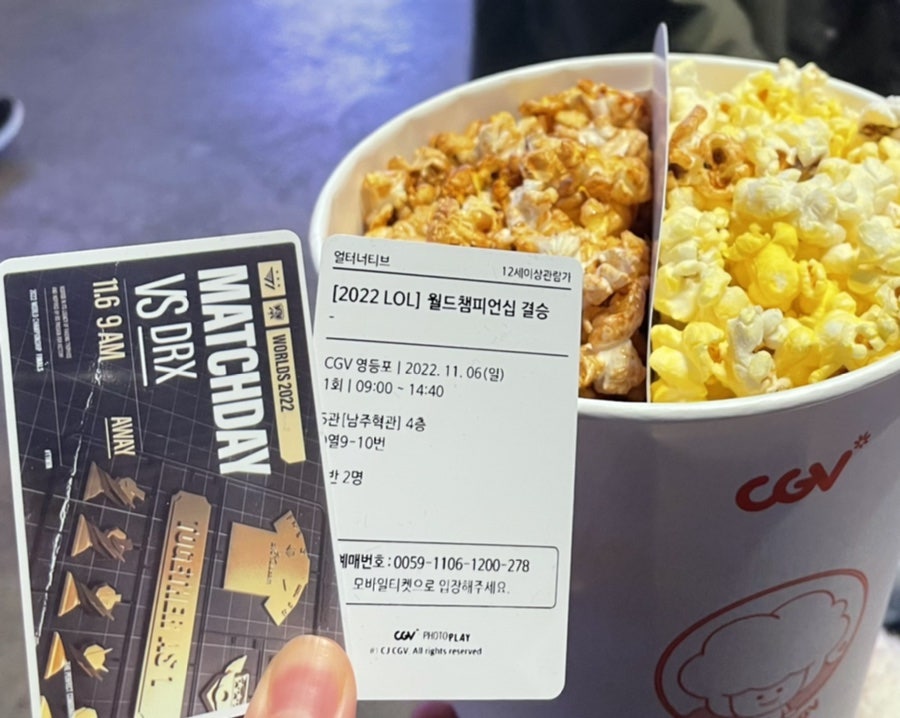 WORLDS 2022
MATCHDAY
VS DRX
11.6 9 AM
AWAY
TOGETHER AS 1
얼터너티브
12세이상관람가
[2022 LOL] 월드챔피언십 결승
-
CGV 영등포 | 2022. 11. 06(일)
1회 | 09:00 ~ 14:40
관[남주혁관] 4층
열9-10번
반 2명
예매번호 : 0059-1106-1200-278
모바일티켓으로 입장해주세요.
CGV PHOTOPLAY
CJ CGV. All rights reserved
CGV